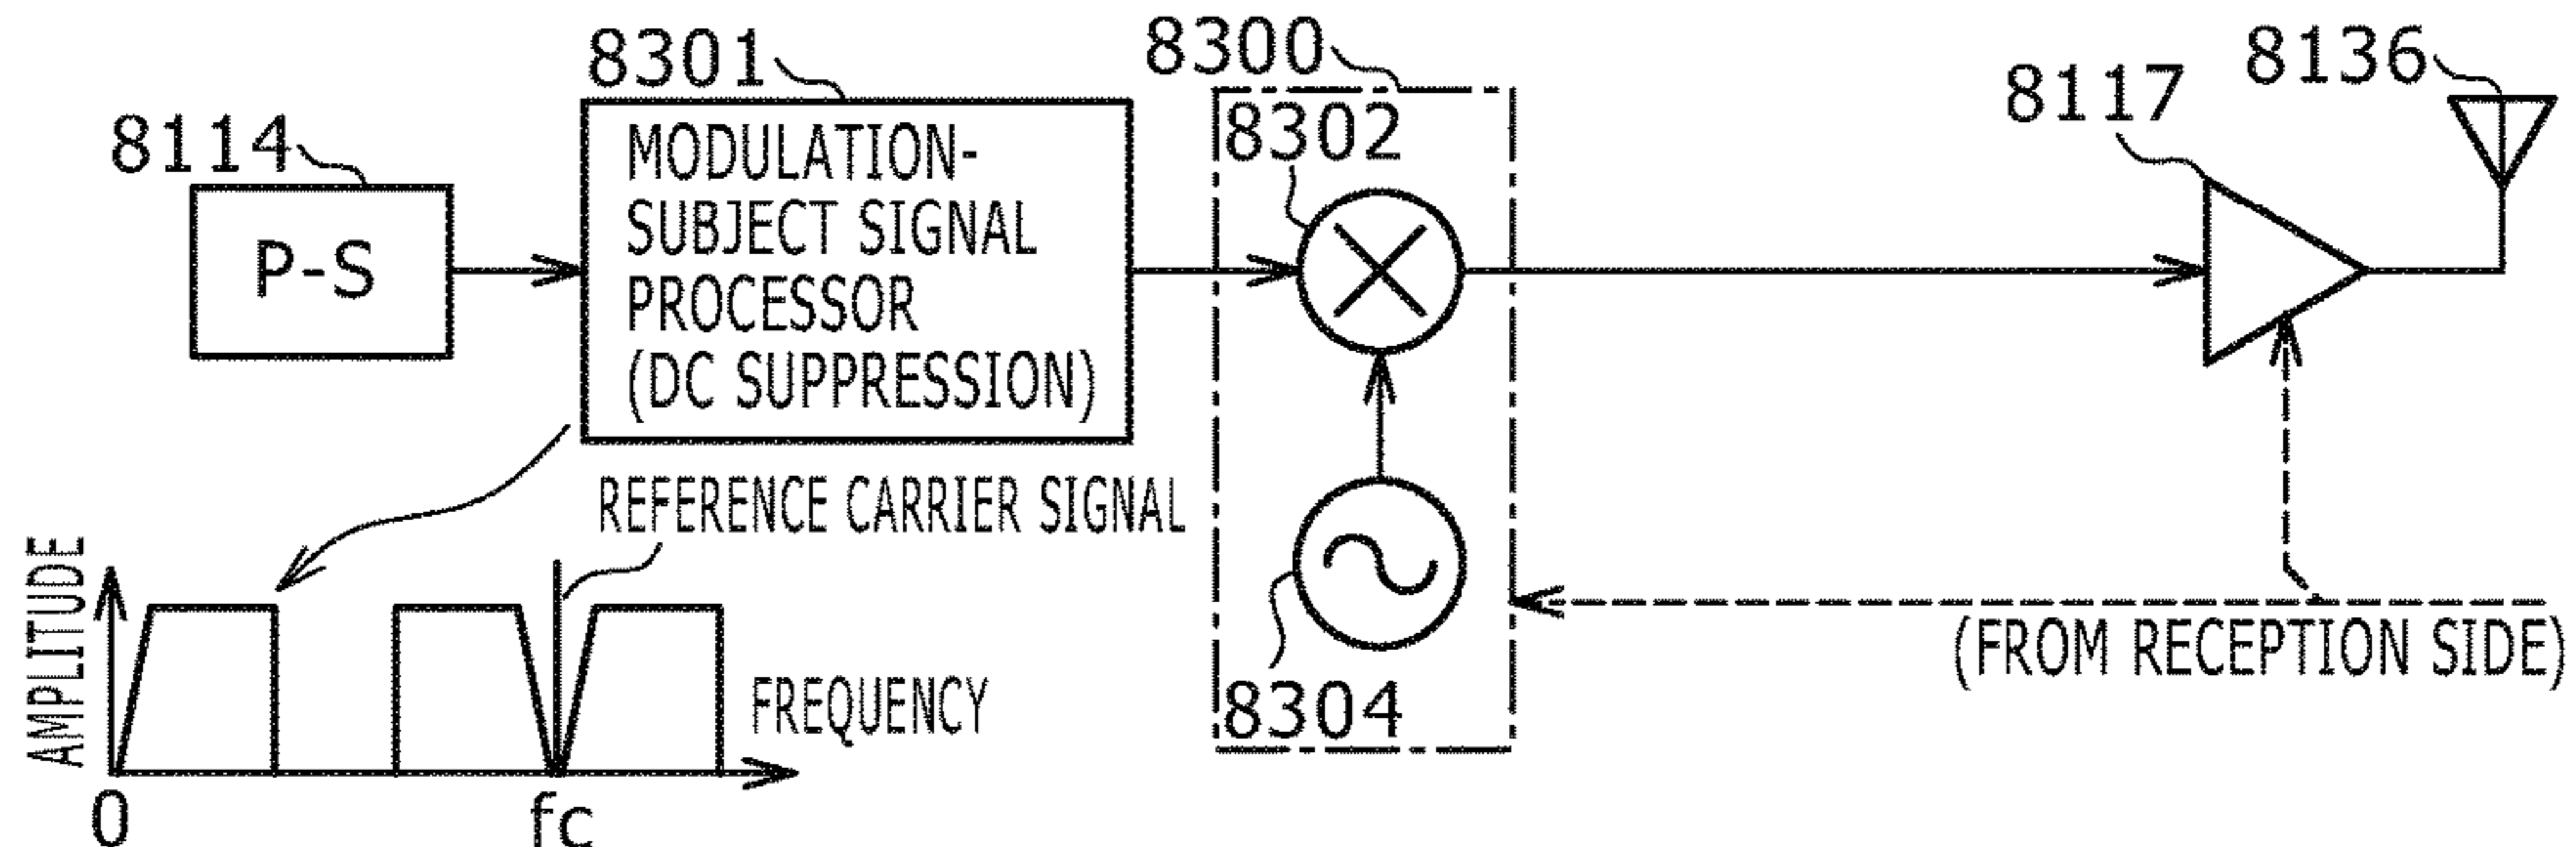 8301
8300
8136
8117
8114
8302
MODULATION-
SUBJECT SIGNAL
PROCESSOR
(DC SUPPRESSION)
P-S
REFERENCE CARRIER SIGNAL
AMPLITUDE
(FROM RECEPTION SIDE)
FREQUENCY
8304
0
fc